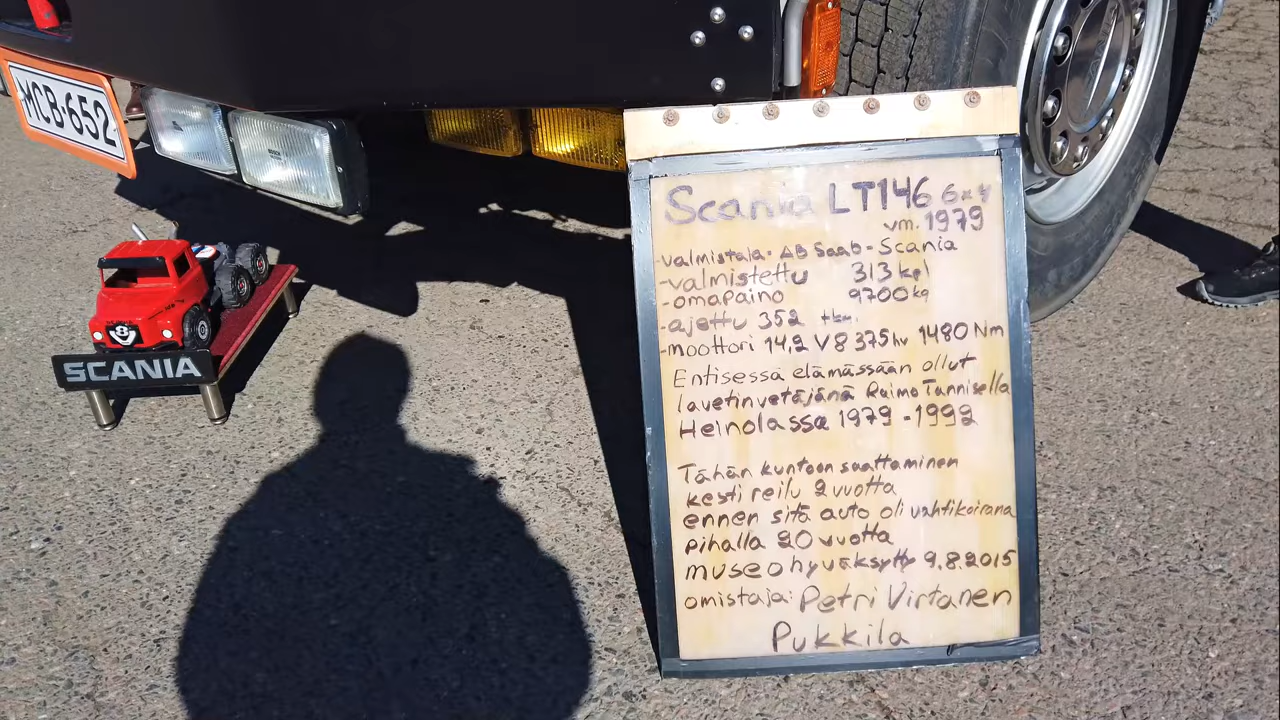 MCB-652
SCANIA
V8
Scania LT146 6x4
vm. 1979
-valmistaja. AB Saab-Scania
-valmistettu 313 kpl
-omapaino 9700 kg
-ajettu 352 tkm.
-moottori 14,2 V8 375hv 1480 Nm
Entisessä elämässään ollut
lavetinvetäjänä Raimo Tannisella
Heinolassa 1979 -1992
Tähän kuntoon saattaminen
kesti reilu 2 vuotta
ennen sitä auto oli vahtikoirana
pihalla 20 vuotta
museohyväksytty 9.8.2015
omistaja: Petri Virtanen
Pukkila